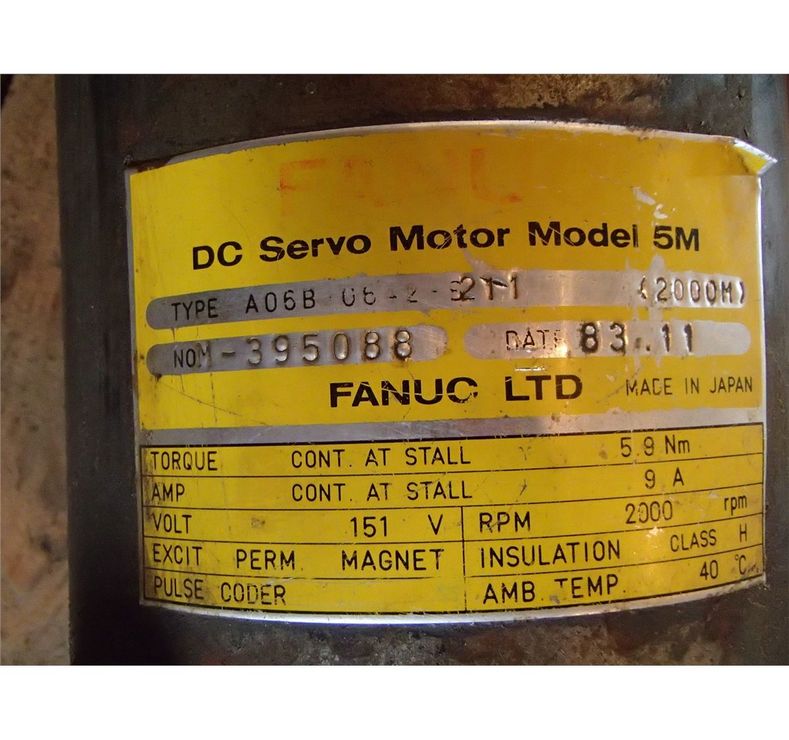 FANUC
DC Servo Motor Model 5M
TYPE A06B (2000M)
NO M-395088 DATE 83.11
FANUC LTD MADE IN JAPAN
TORQUE CONT. AT STALL 5.9 Nm
AMP CONT. AT STALL 9 A
VOLT 151 V RPM 2000 rpm
EXCIT PERM MAGNET INSULATION CLASS H
PULSE CODER AMB. TEMP. 40 °C